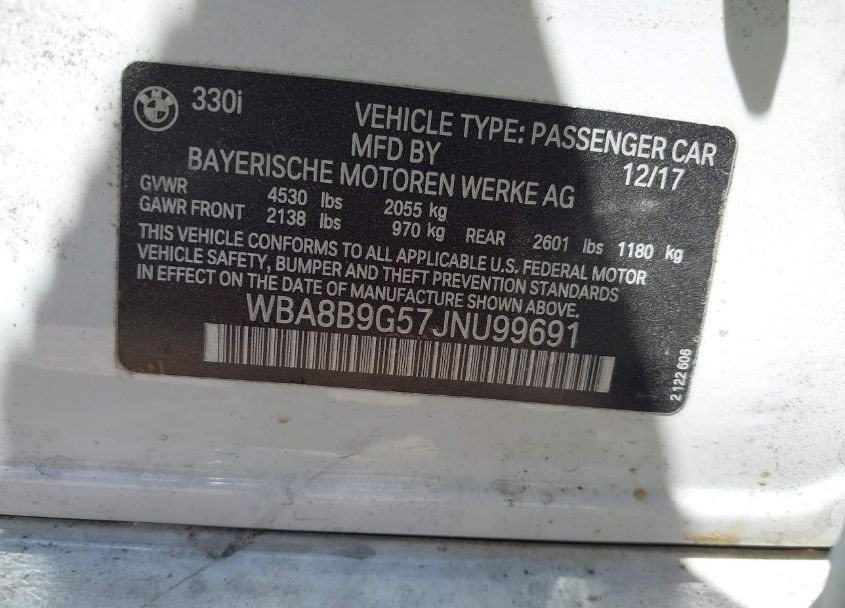 330i
VEHICLE TYPE: PASSENGER CAR
MFD BY 12/17
BAYERISCHE MOTOREN WERKE AG
GVWR 4530 lbs 2055 kg
GAWR FRONT 2138 lbs 970 kg REAR 2601 lbs 1180 kg
THIS VEHICLE CONFORMS TO ALL APPLICABLE U.S. FEDERAL MOTOR
VEHICLE SAFETY, BUMPER AND THEFT PREVENTION STANDARDS
IN EFFECT ON THE DATE OF MANUFACTURE SHOWN ABOVE.
WBA8B9G57JNU99691
2 122 606